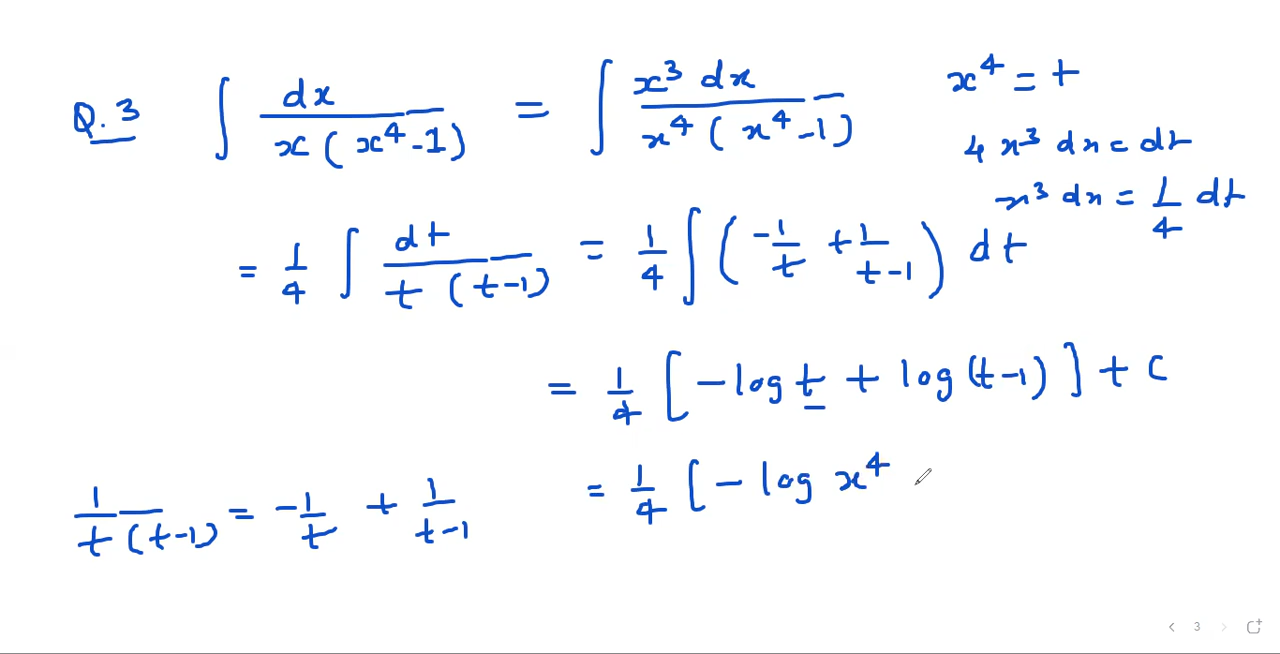 Q.3 ∫ dx / x(x⁴-1) = ∫ x³ dx / x⁴(x⁴-1)
x⁴ = t
4x³ dx = dt
x³ dx = 1/4 dt
= 1/4 ∫ dt / t(t-1) = 1/4 ∫ (-1/t + 1/t-1) dt
= 1/4 [-log t + log(t-1)] + C
= 1/4 [-log x⁴
1/t(t-1) = -1/t + 1/t-1
< 3 >